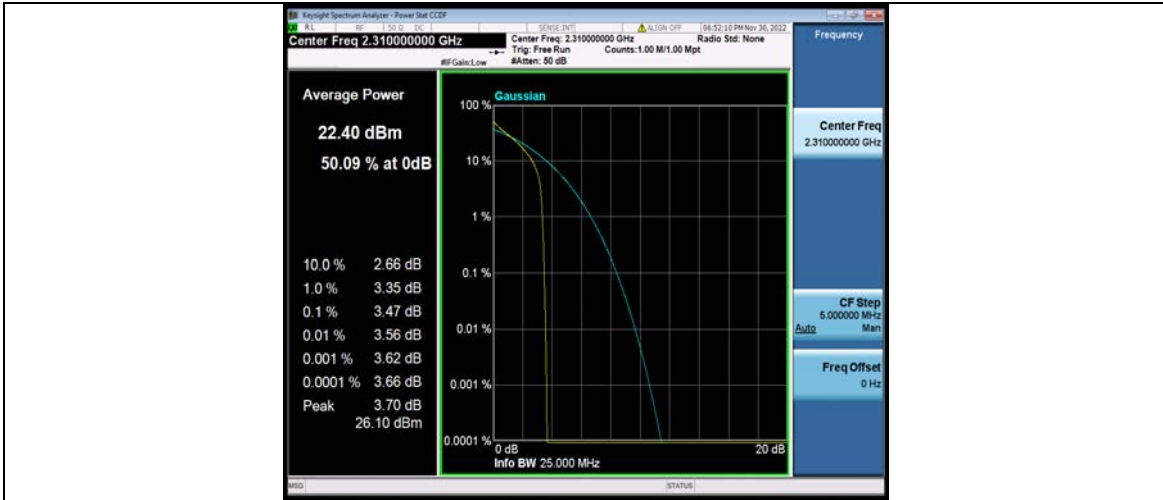 Keysight Spectrum Analyzer - Power Stat CCDF
RL RF 50 Ω DC SENSE:INT ALIGN OFF 06:52:10 PM Nov 30, 2022
Center Freq 2.310000000 GHz
Center Freq: 2.310000000 GHz Radio Std: None
Trig: Free Run Counts:1.00 M/1.00 Mpt
#IFGain:Low #Atten: 50 dB
Frequency
Average Power
22.40 dBm
50.09 % at 0dB
10.0 % 2.66 dB
1.0 % 3.35 dB
0.1 % 3.47 dB
0.01 % 3.56 dB
0.001 % 3.62 dB
0.0001 % 3.66 dB
Peak 3.70 dB
26.10 dBm
Gaussian
100 %
10 %
1 %
0.1 %
0.01 %
0.001 %
0.0001 %
0 dB 20 dB
Info BW 25.000 MHz
Center Freq
2.310000000 GHz
CF Step
5.000000 MHz
Auto Man
Freq Offset
0 Hz
MSG STATUS